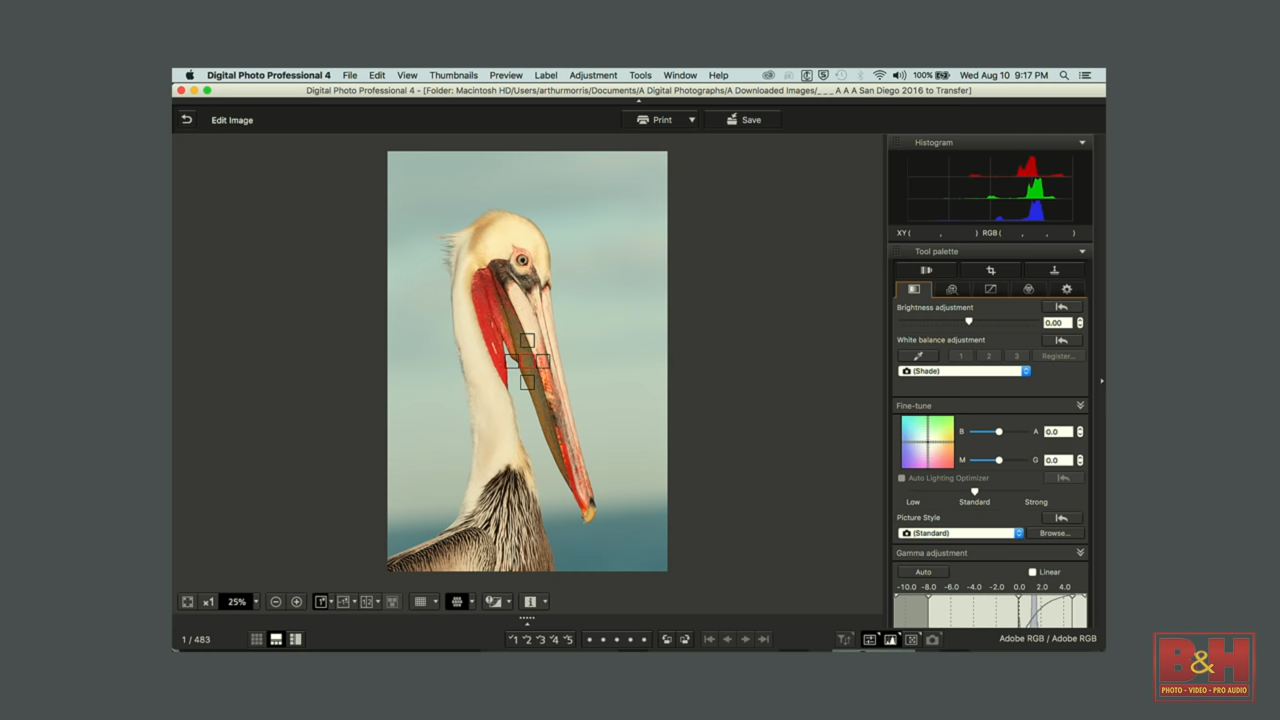 Digital Photo Professional 4 File Edit View Thumbnails Preview Label Adjustment Tools Window Help 100% Wed Aug 10 9:17 PM
Digital Photo Professional 4 - [Folder: Macintosh HD/Users/arthurmorris/Documents/A Digital Photographs/A Downloaded Images/_ _ _ A A A San Diego 2016 to Transfer]
Edit Image Print Save
Histogram
XY( , ) RGB( , , )
Tool palette
Brightness adjustment
0.00
White balance adjustment
1 2 3 Register...
(Shade)
Fine-tune
B A 0.0
M G 0.0
Auto Lighting Optimizer
Low Standard Strong
Picture Style
(Standard) Browse...
Gamma adjustment
Auto Linear
-10.0 -8.0 -6.0 -4.0 -2.0 0.0 2.0 4.0
x1 25%
1 / 483 1 2 3 4 5 Adobe RGB / Adobe RGB
B&H
PHOTO - VIDEO - PRO AUDIO